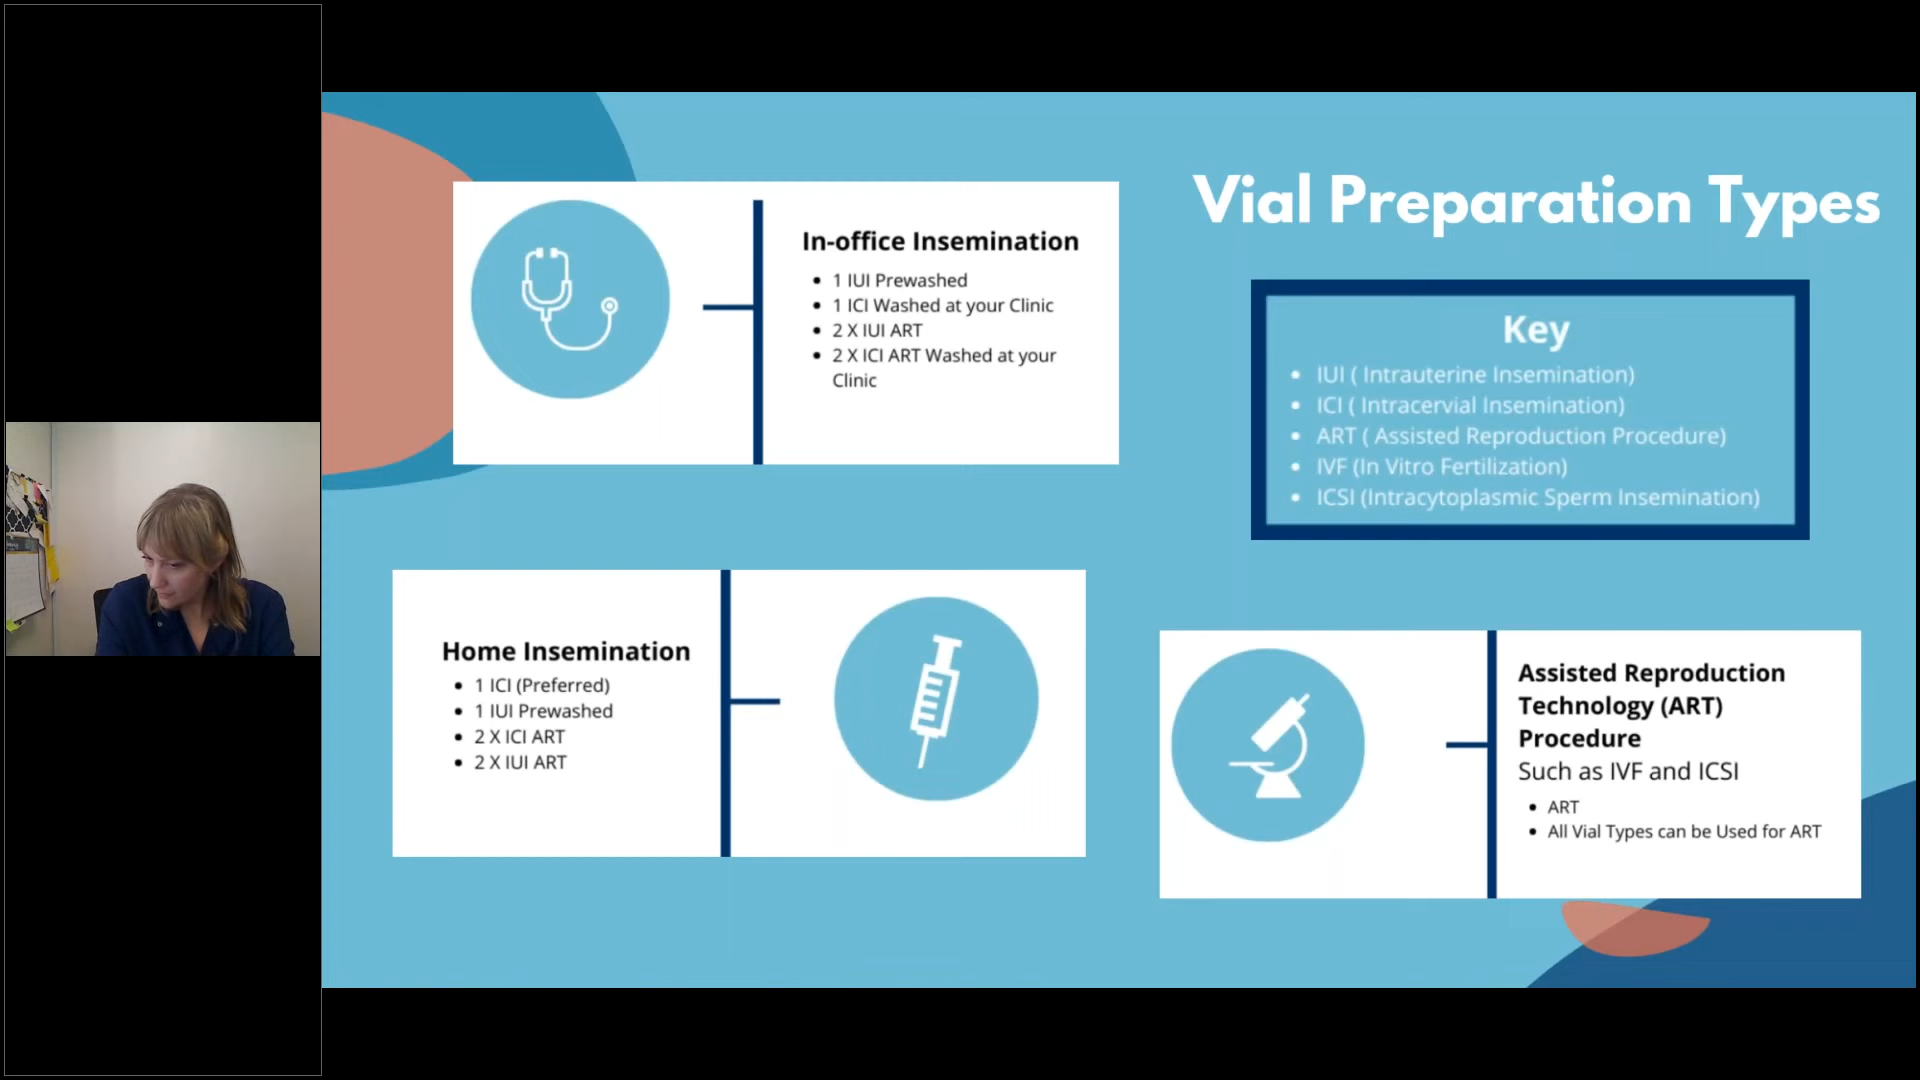 Vial Preparation Types
In-office Insemination
• 1 IUI Prewashed
• 1 ICI Washed at your Clinic
• 2 X IUI ART
• 2 X ICI ART Washed at your
Clinic
Key
• IUI ( Intrauterine Insemination)
• ICI ( Intracervial Insemination)
• ART ( Assisted Reproduction Procedure)
• IVF (In Vitro Fertilization)
• ICSI (Intracytoplasmic Sperm Insemination)
Home Insemination
• 1 ICI (Preferred)
• 1 IUI Prewashed
• 2 X ICI ART
• 2 X IUI ART
Assisted Reproduction
Technology (ART)
Procedure
Such as IVF and ICSI
• ART
• All Vial Types can be Used for ART